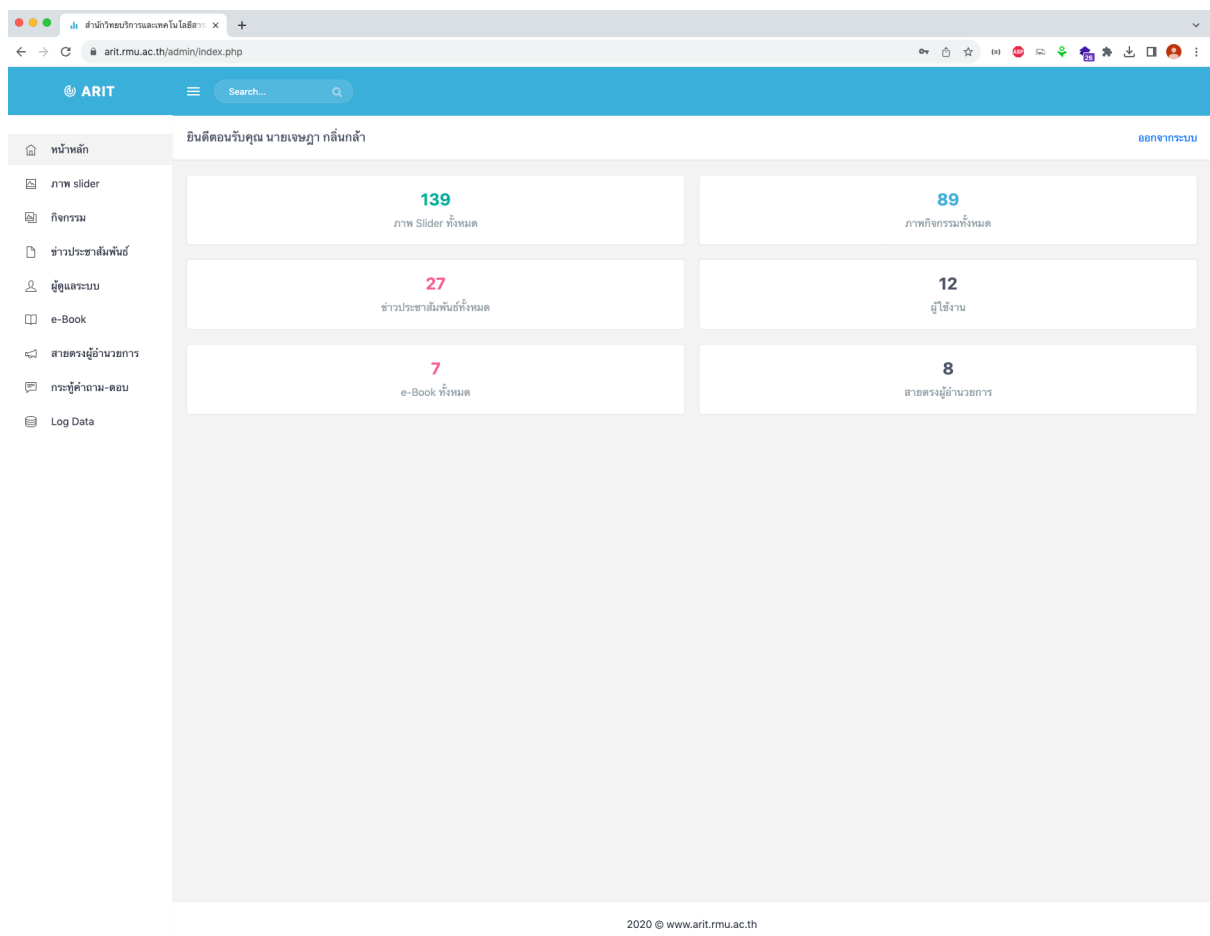 สำนักวิทยบริการและเทคโนโลยีสาร
arit.rmu.ac.th/admin/index.php
ABP
26
ARIT
Search...
ยินดีตอนรับคุณ นายเจษฎา กลิ่นกล้า
ออกจากระบบ
หน้าหลัก
ภาพ slider
กิจกรรม
ข่าวประชาสัมพันธ์
ผู้ดูแลระบบ
e-Book
สายตรงผู้อำนวยการ
กระทู้คำถาม-ตอบ
Log Data
139
ภาพ Slider ทั้งหมด
89
ภาพกิจกรรมทั้งหมด
27
ข่าวประชาสัมพันธ์ทั้งหมด
12
ผู้ใช้งาน
7
e-Book ทั้งหมด
8
สายตรงผู้อำนวยการ
2020 © www.arit.rmu.ac.th